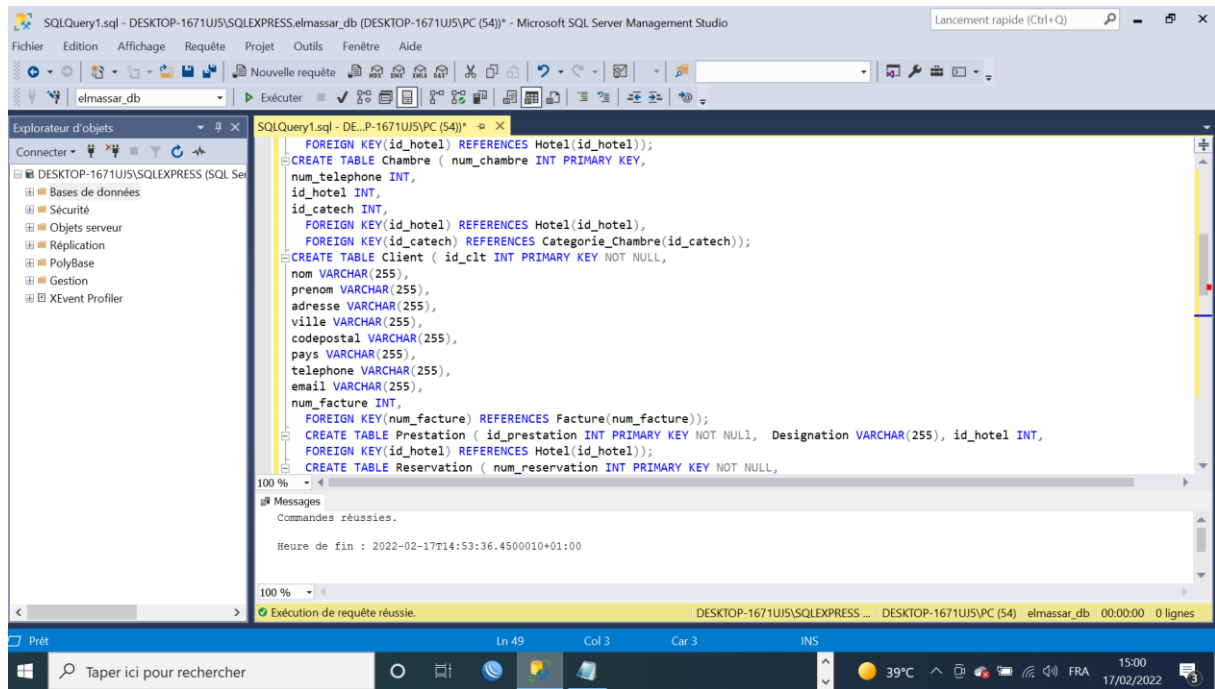 SQLQuery1.sql - DESKTOP-1671UJ5\SQLEXPRESS.elmassar_db (DESKTOP-1671UJ5\PC (54))* - Microsoft SQL Server Management Studio
Lancement rapide (Ctrl+Q)
Fichier Edition Affichage Requête Projet Outils Fenêtre Aide
Nouvelle requête
elmassar_db Exécuter
Explorateur d'objets
Connecter
DESKTOP-1671UJ5\SQLEXPRESS (SQL Ser
Bases de données
Sécurité
Objets serveur
Réplication
PolyBase
Gestion
XEvent Profiler
SQLQuery1.sql - DE...P-1671UJ5\PC (54))*
FOREIGN KEY(id_hotel) REFERENCES Hotel(id_hotel));
CREATE TABLE Chambre ( num_chambre INT PRIMARY KEY,
num_telephone INT,
id_hotel INT,
id_catech INT,
FOREIGN KEY(id_hotel) REFERENCES Hotel(id_hotel),
FOREIGN KEY(id_catech) REFERENCES Categorie_Chambre(id_catech));
CREATE TABLE Client ( id_clt INT PRIMARY KEY NOT NULL,
nom VARCHAR(255),
prenom VARCHAR(255),
adresse VARCHAR(255),
ville VARCHAR(255),
codepostal VARCHAR(255),
pays VARCHAR(255),
telephone VARCHAR(255),
email VARCHAR(255),
num_facture INT,
FOREIGN KEY(num_facture) REFERENCES Facture(num_facture));
CREATE TABLE Prestation ( id_prestation INT PRIMARY KEY NOT NULl, Designation VARCHAR(255), id_hotel INT,
FOREIGN KEY(id_hotel) REFERENCES Hotel(id_hotel));
CREATE TABLE Reservation ( num_reservation INT PRIMARY KEY NOT NULL,
100 %
Messages
Commandes réussies.
Heure de fin : 2022-02-17T14:53:36.4500010+01:00
100 %
Exécution de requête réussie. DESKTOP-1671UJ5\SQLEXPRESS ... DESKTOP-1671UJ5\PC (54) elmassar_db 00:00:00 0 lignes
Prêt Ln 49 Col 3 Car 3 INS
Taper ici pour rechercher 39°C FRA 15:00
17/02/2022 3